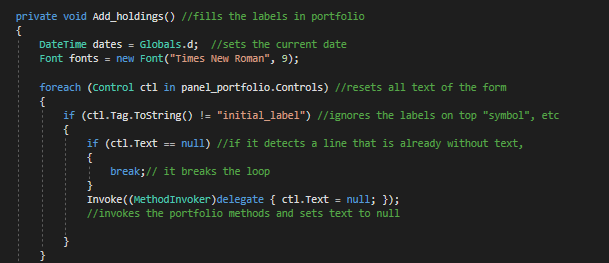 private void Add_holdings() //fills the labels in portfolio
{
DateTime dates = Globals.d;  //sets the current date
Font fonts = new Font("Times New Roman", 9);
foreach (Control ctl in panel_portfolio.Controls) //resets all text of the form
{
if (ctl.Tag.ToString() != "initial_label") //ignores the labels on top "symbol", etc
{
if (ctl.Text == null) //if it detects a line that is already without text,
{
break;// it breaks the loop
}
Invoke((MethodInvoker)delegate { ctl.Text = null; });
//invokes the portfolio methods and sets text to null
}
}